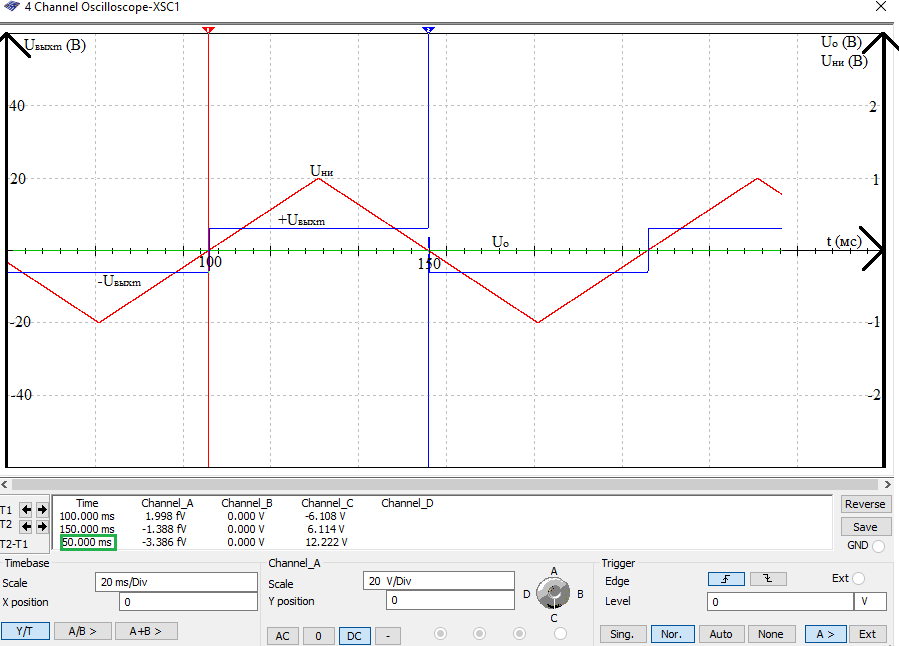 4 Channel Oscilloscope-XSC1
Uвыхm (В)
Uо (В)
Uни (В)
40
2
20
1
Uни
+Uвыхm
Uо
t (мс)
100
150
-Uвыхm
-20
-1
-40
-2
Time Channel_A Channel_B Channel_C Channel_D
T1 100.000 ms 1.998 fV 0.000 V -6.108 V
T2 150.000 ms -1.388 fV 0.000 V 6.114 V
T2-T1 50.000 ms -3.386 fV 0.000 V 12.222 V
Reverse
Save
GND
Timebase
Scale 20 ms/Div
X position 0
Y/T A/B > A+B >
Channel_A
Scale 20 V/Div
Y position 0
AC 0 DC -
A
D B
C
Trigger
Edge Ext
Level 0 V
Sing. Nor. Auto None A > Ext